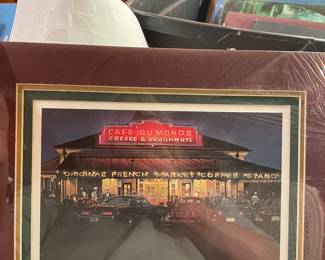 CAFE DU MONDE
COFFEE & DOUGHNUTS
ORIGINAL FRENCH MARKET COFFEE STAND